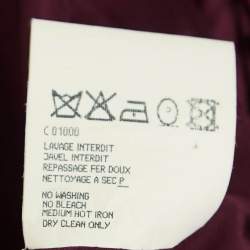 C 01000
LAVAGE INTERDIT
JAVEL INTERDIT
REPASSAGE FER DOUX
NETTOYAGE A SEC P
NO WASHING
NO BLEACH
MEDIUM HOT IRON
DRY CLEAN ONLY